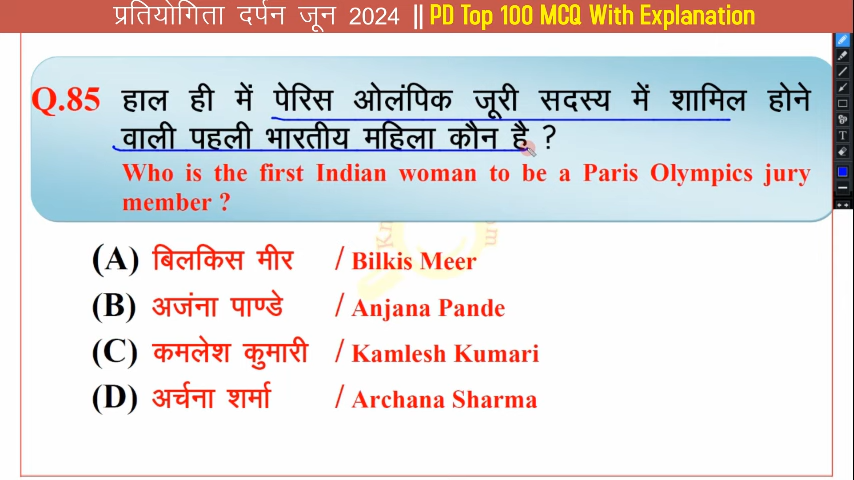 प्रतियोगिता दर्पन जून 2024 || PD Top 100 MCQ With Explanation
Q.85 हाल ही में पेरिस ओलंपिक जूरी सदस्य में शामिल होने
वाली पहली भारतीय महिला कौन है ?
Who is the first Indian woman to be a Paris Olympics jury
member ?
(A) बिलकिस मीर / Bilkis Meer
(B) अजंना पाण्डे / Anjana Pande
(C) कमलेश कुमारी / Kamlesh Kumari
(D) अर्चना शर्मा / Archana Sharma